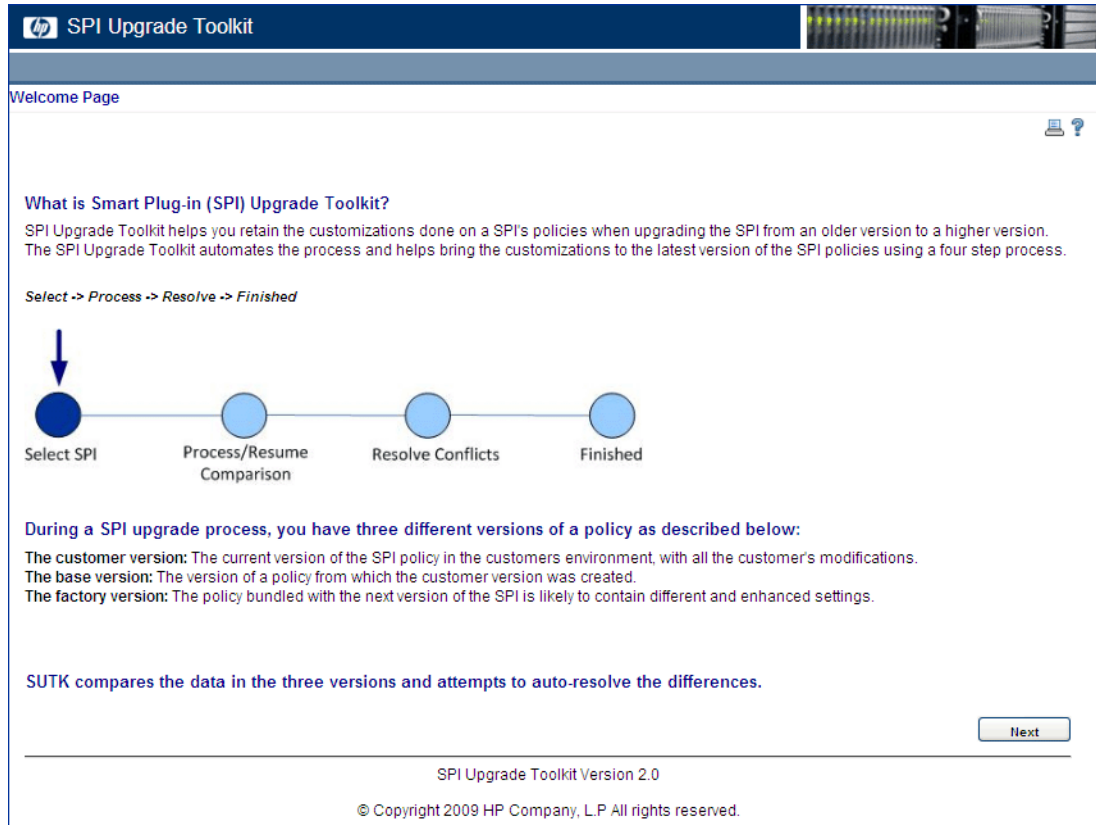 hp SPI Upgrade Toolkit
Welcome Page
?
What is Smart Plug-in (SPI) Upgrade Toolkit?
SPI Upgrade Toolkit helps you retain the customizations done on a SPI's policies when upgrading the SPI from an older version to a higher version.
The SPI Upgrade Toolkit automates the process and helps bring the customizations to the latest version of the SPI policies using a four step process.
Select -> Process -> Resolve -> Finished
Select SPI
Process/Resume
Comparison
Resolve Conflicts
Finished
During a SPI upgrade process, you have three different versions of a policy as described below:
The customer version: The current version of the SPI policy in the customers environment, with all the customer's modifications.
The base version: The version of a policy from which the customer version was created.
The factory version: The policy bundled with the next version of the SPI is likely to contain different and enhanced settings.
SUTK compares the data in the three versions and attempts to auto-resolve the differences.
Next
SPI Upgrade Toolkit Version 2.0
© Copyright 2009 HP Company, L.P All rights reserved.